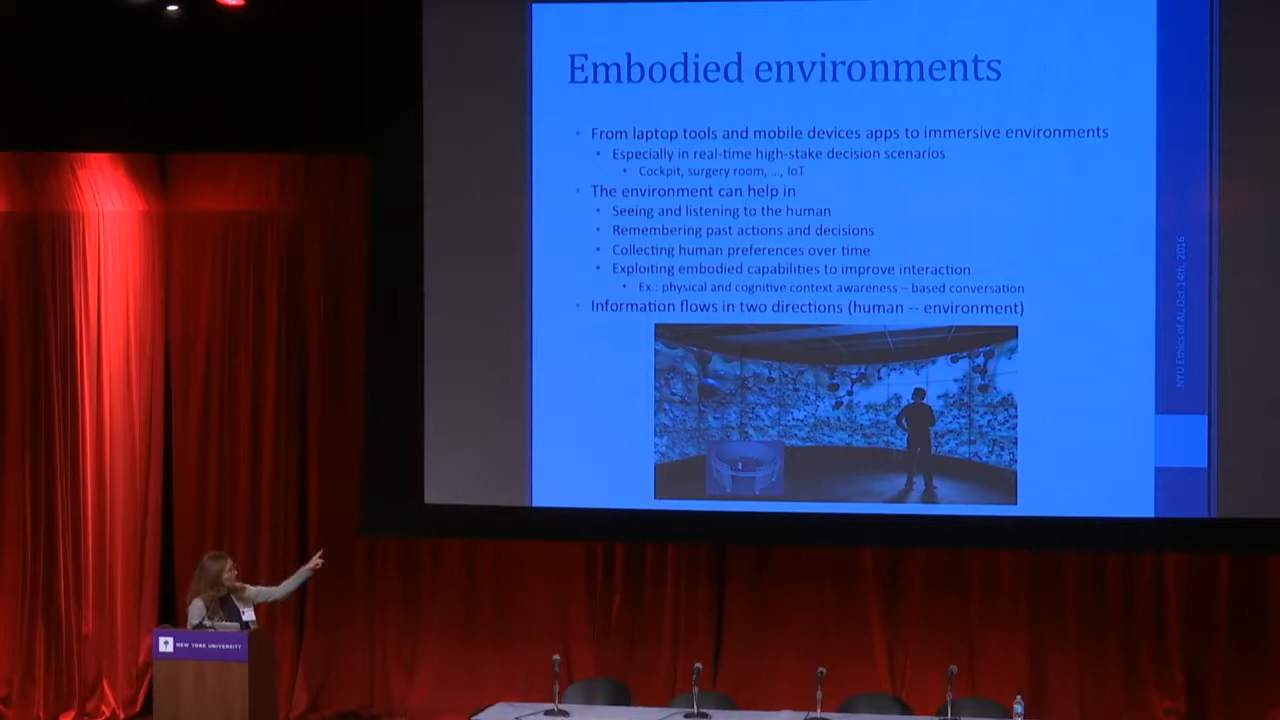 Embodied environments
From laptop tools and mobile devices apps to immersive environments
Especially in real-time high-stake decision scenarios
Cockpit, surgery room, ..., IoT
The environment can help in
Seeing and listening to the human
Remembering past actions and decisions
Collecting human preferences over time
Exploiting embodied capabilities to improve interaction
Ex.: physical and cognitive context awareness – based conversation
Information flows in two directions (human -- environment)
NYU Ethics of AI, Oct 14th, 2016
NEW YORK UNIVERSITY